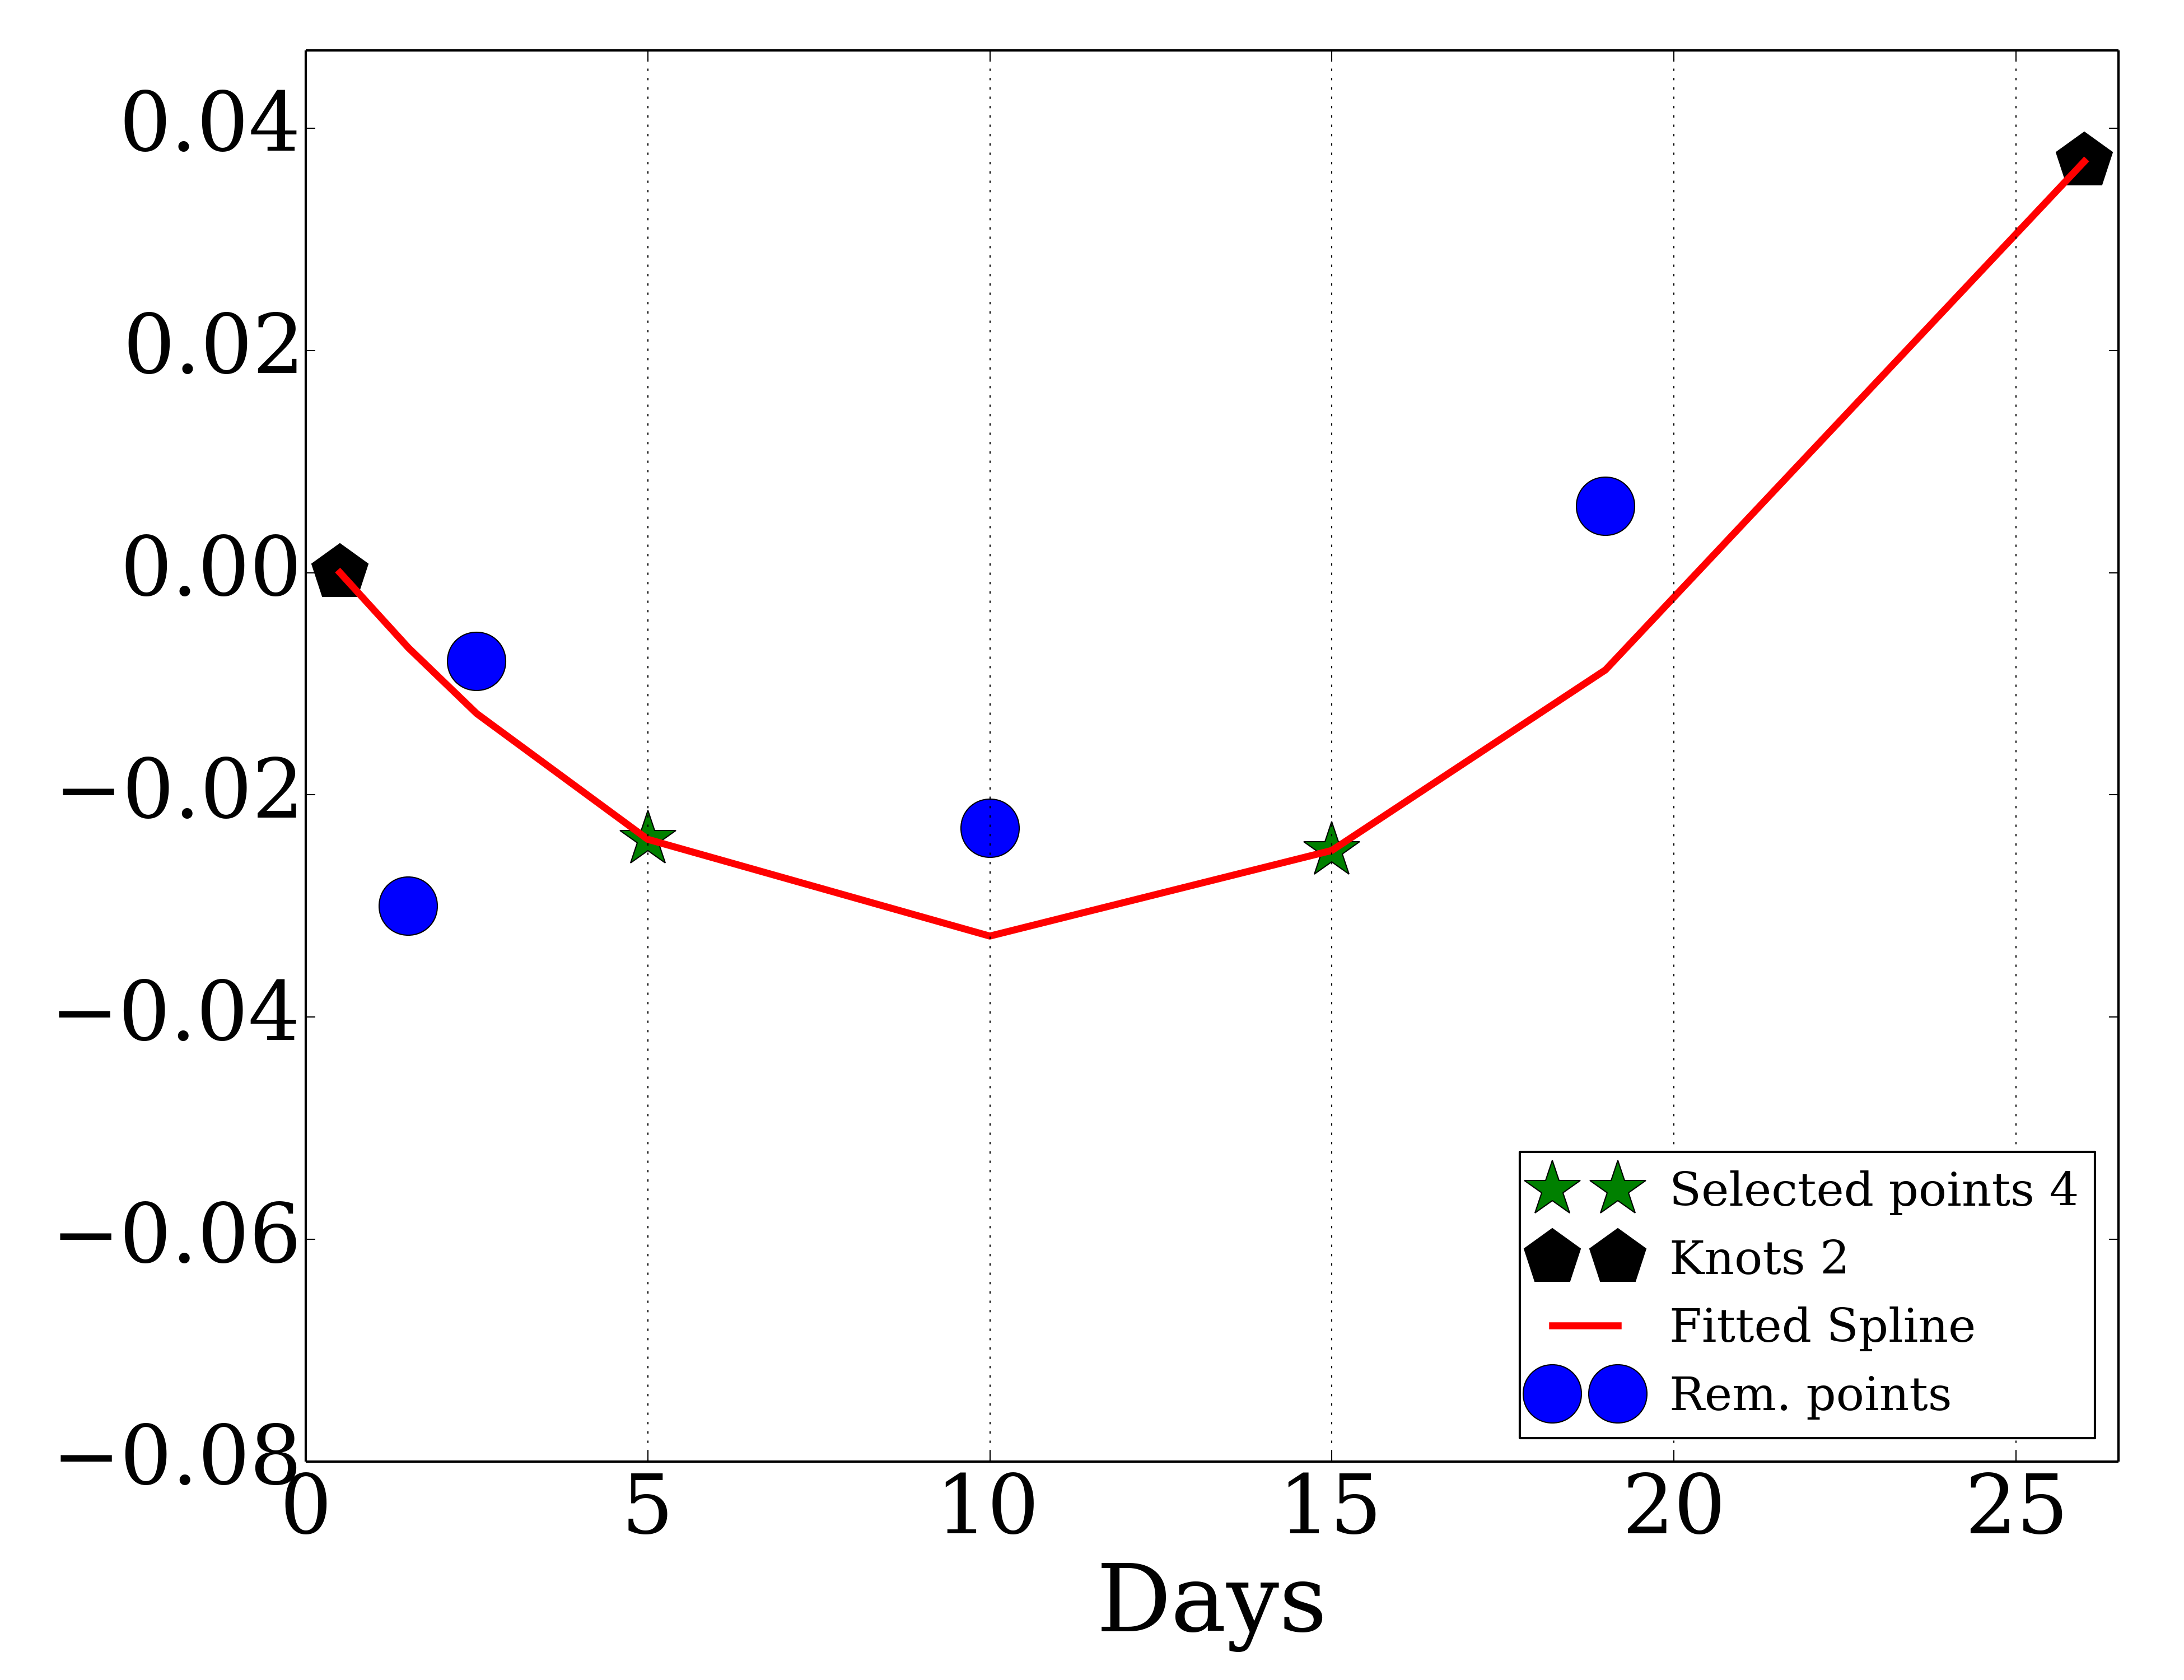 0.04
0.02
0.00
−0.02
−0.04
−0.06
−0.08
0 5 10 15 20 25
Days
Selected points 4
Knots 2
Fitted Spline
Rem. points